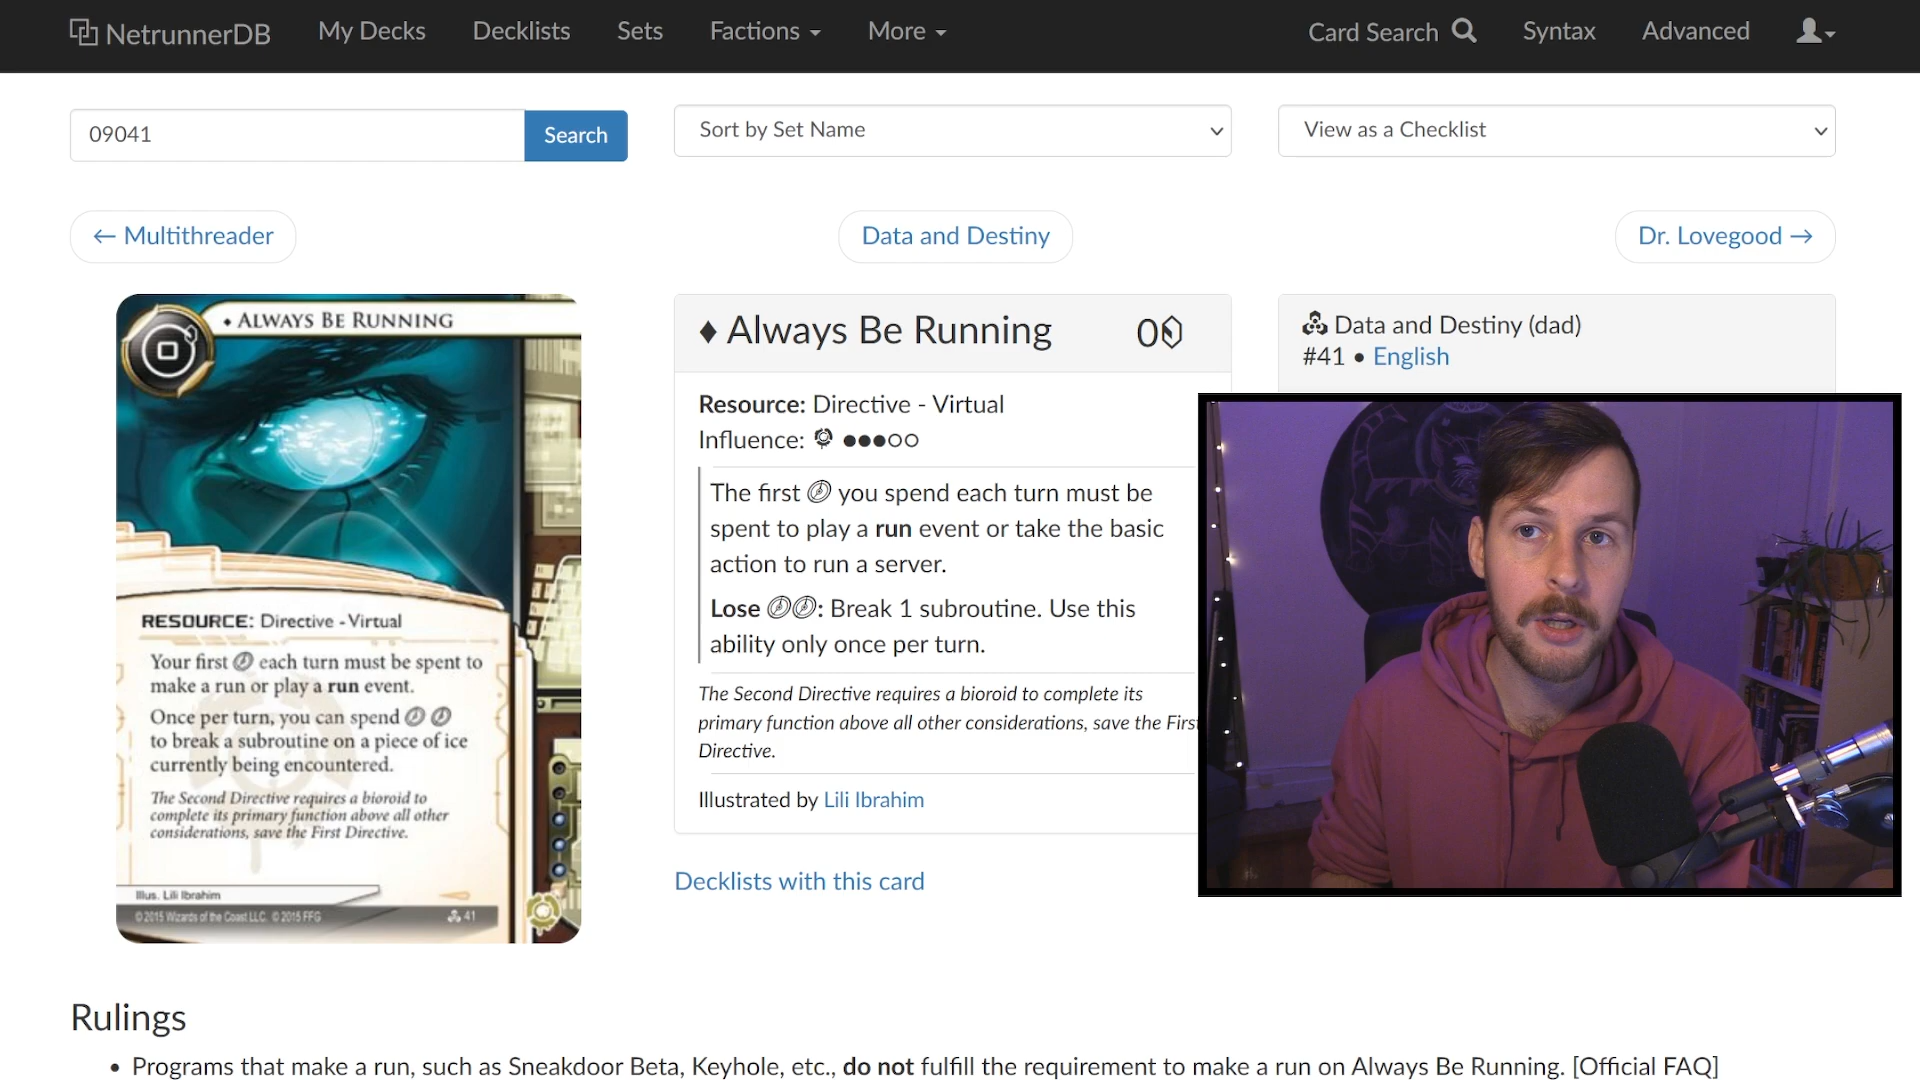 NetrunnerDB My Decks Decklists Sets Factions More Card Search Syntax Advanced
09041 Search Sort by Set Name View as a Checklist
← Multithreader Data and Destiny Dr. Lovegood →
♦ ALWAYS BE RUNNING
RESOURCE: Directive - Virtual
Your first each turn must be spent to
make a run or play a run event.
Once per turn, you can spend
to break a subroutine on a piece of ice
currently being encountered.
The Second Directive requires a bioroid to
complete its primary function above all other
considerations, save the First Directive.
Illus. Lili Ibrahim
©2015 Wizards of the Coast LLC. ©2015 FFG 41
♦ Always Be Running 0
Resource: Directive - Virtual
Influence: ●●●○○
The first you spend each turn must be
spent to play a run event or take the basic
action to run a server.
Lose : Break 1 subroutine. Use this
ability only once per turn.
The Second Directive requires a bioroid to complete its
primary function above all other considerations, save the First
Directive.
Illustrated by Lili Ibrahim
Decklists with this card
Data and Destiny (dad)
#41 • English
Rulings
• Programs that make a run, such as Sneakdoor Beta, Keyhole, etc., do not fulfill the requirement to make a run on Always Be Running. [Official FAQ]